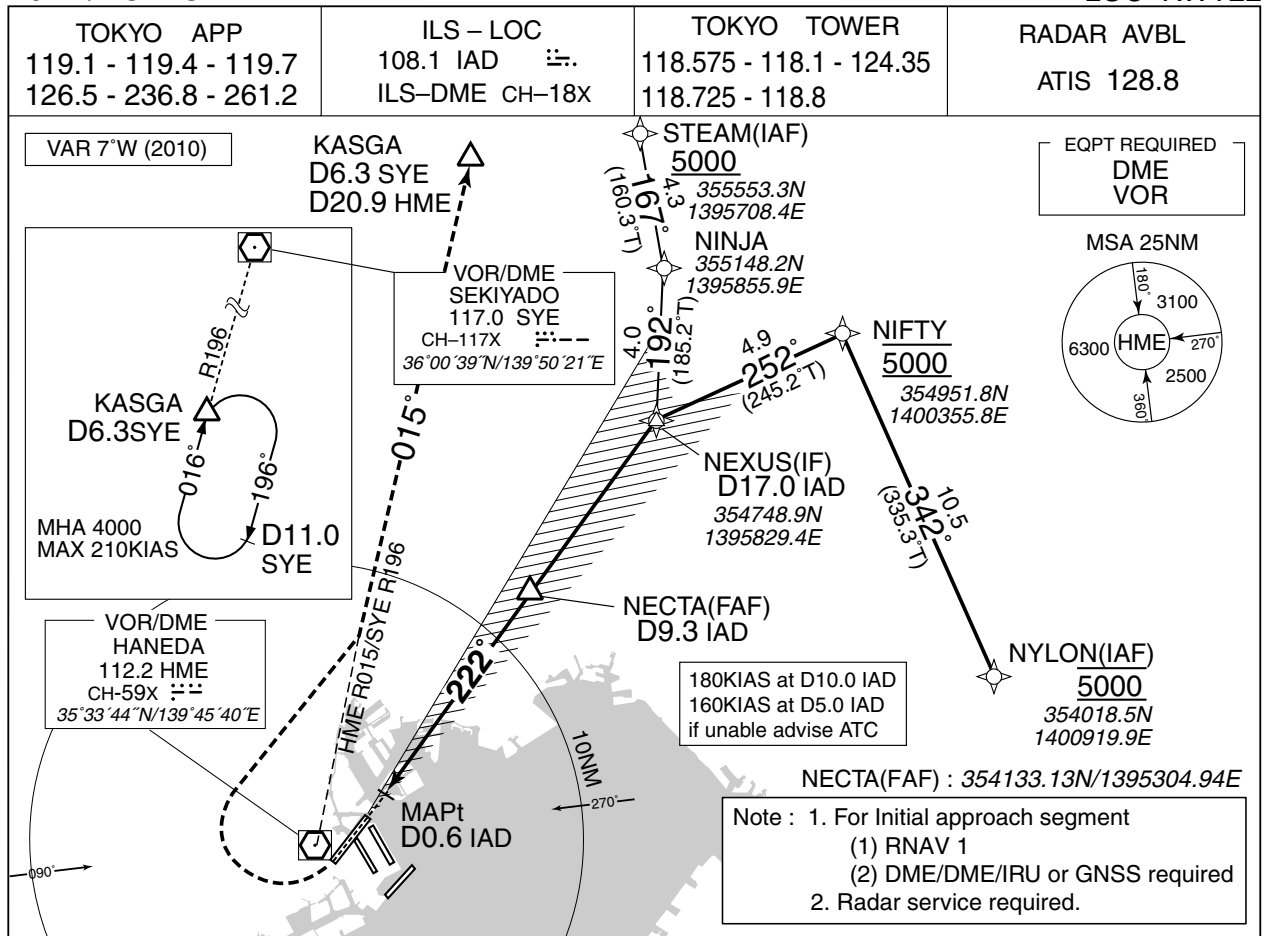 TOKYO APP
119.1 - 119.4 - 119.7
126.5 - 236.8 - 261.2
ILS – LOC
108.1 IAD
ILS–DME CH–18X
TOKYO TOWER
118.575 - 118.1 - 124.35
118.725 - 118.8
RADAR AVBL
ATIS 128.8
VAR 7°W (2010)
KASGA
D6.3 SYE
D20.9 HME
STEAM(IAF)
5000
355553.3N
1395708.4E
4.3
167°
(160.3°T)
NINJA
355148.2N
1395855.9E
4.0
192°
(185.2°T)
EQPT REQUIRED
DME
VOR
MSA 25NM
180°
3100
6300
HME
270°
2500
360°
VOR/DME
SEKIYADO
117.0 SYE
CH–117X
36°00´39˝N/139°50´21˝E
R196
KASGA
D6.3SYE
016°
196°
MHA 4000
MAX 210KIAS
D11.0
SYE
015°
4.9
252°
(245.2°T)
NIFTY
5000
354951.8N
1400355.8E
NEXUS(IF)
D17.0 IAD
354748.9N
1395829.4E
10.5
342°
(335.3°T)
NECTA(FAF)
D9.3 IAD
VOR/DME
HANEDA
112.2 HME
CH-59X
35°33´44˝N/139°45´40˝E
HME R015/SYE R196
222°
180KIAS at D10.0 IAD
160KIAS at D5.0 IAD
if unable advise ATC
NYLON(IAF)
5000
354018.5N
1400919.9E
10NM
270°
090°
MAPt
D0.6 IAD
NECTA(FAF) : 354133.13N/1395304.94E
Note : 1. For Initial approach segment
(1) RNAV 1
(2) DME/DME/IRU or GNSS required
2. Radar service required.